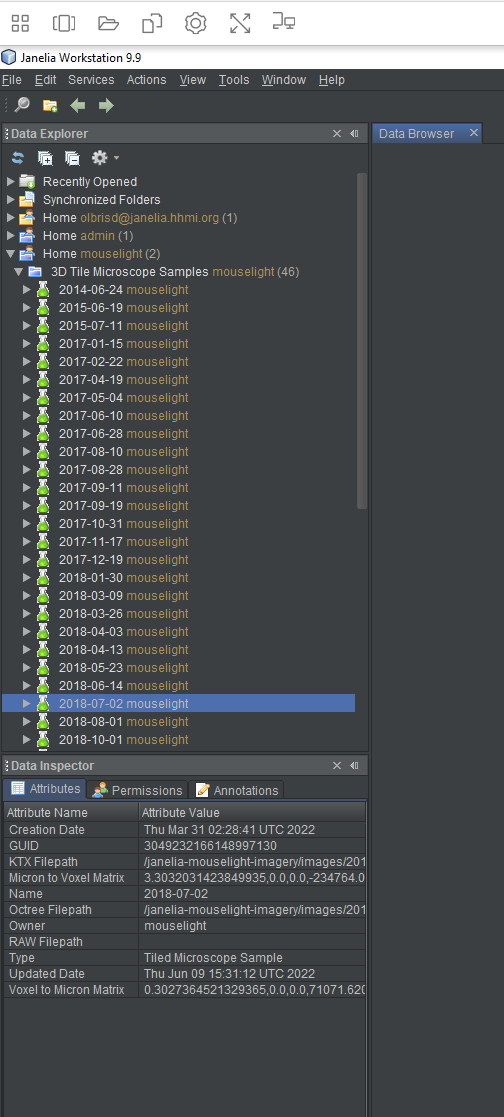 Janelia Workstation 9.9
File Edit Services Actions View Tools Window Help
Data Explorer
Data Browser
Recently Opened
Synchronized Folders
Home olbrisd@janelia.hhmi.org (1)
Home admin (1)
Home mouselight (2)
3D Tile Microscope Samples mouselight (46)
2014-06-24 mouselight
2015-06-19 mouselight
2015-07-11 mouselight
2017-01-15 mouselight
2017-02-22 mouselight
2017-04-19 mouselight
2017-05-04 mouselight
2017-06-10 mouselight
2017-06-28 mouselight
2017-08-10 mouselight
2017-08-28 mouselight
2017-09-11 mouselight
2017-09-19 mouselight
2017-10-31 mouselight
2017-11-17 mouselight
2017-12-19 mouselight
2018-01-30 mouselight
2018-03-09 mouselight
2018-03-26 mouselight
2018-04-03 mouselight
2018-04-13 mouselight
2018-05-23 mouselight
2018-06-14 mouselight
2018-07-02 mouselight
2018-08-01 mouselight
2018-10-01 mouselight
Data Inspector
Attributes Permissions Annotations
Attribute Name Attribute Value
Creation Date Thu Mar 31 02:28:41 UTC 2022
GUID 3049232166148997130
KTX Filepath /janelia-mouselight-imagery/images/201
Micron to Voxel Matrix 3.3032031423849935,0.0,0.0,-234764.0
Name 2018-07-02
Octree Filepath /janelia-mouselight-imagery/images/201
Owner mouselight
RAW Filepath
Type Tiled Microscope Sample
Updated Date Thu Jun 09 15:31:12 UTC 2022
Voxel to Micron Matrix 0.3027364521329365,0.0,0.0,71071.620